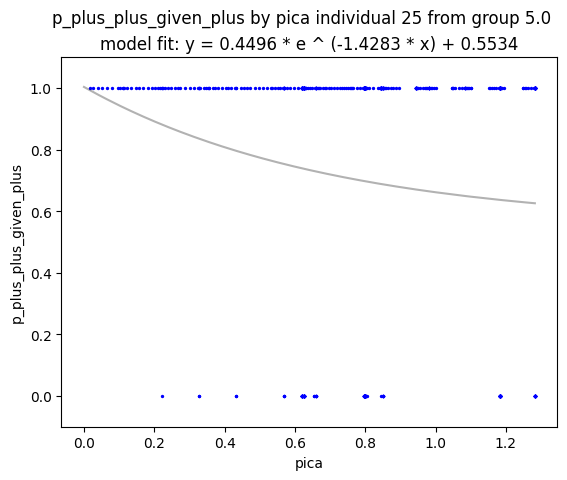 p_plus_plus_given_plus by pica individual 25 from group 5.0
model fit: y = 0.4496 * e ^ (-1.4283 * x) + 0.5534
1.0
0.8
0.6
0.4
0.2
0.0
p_plus_plus_given_plus
0.0 0.2 0.4 0.6 0.8 1.0 1.2
pica